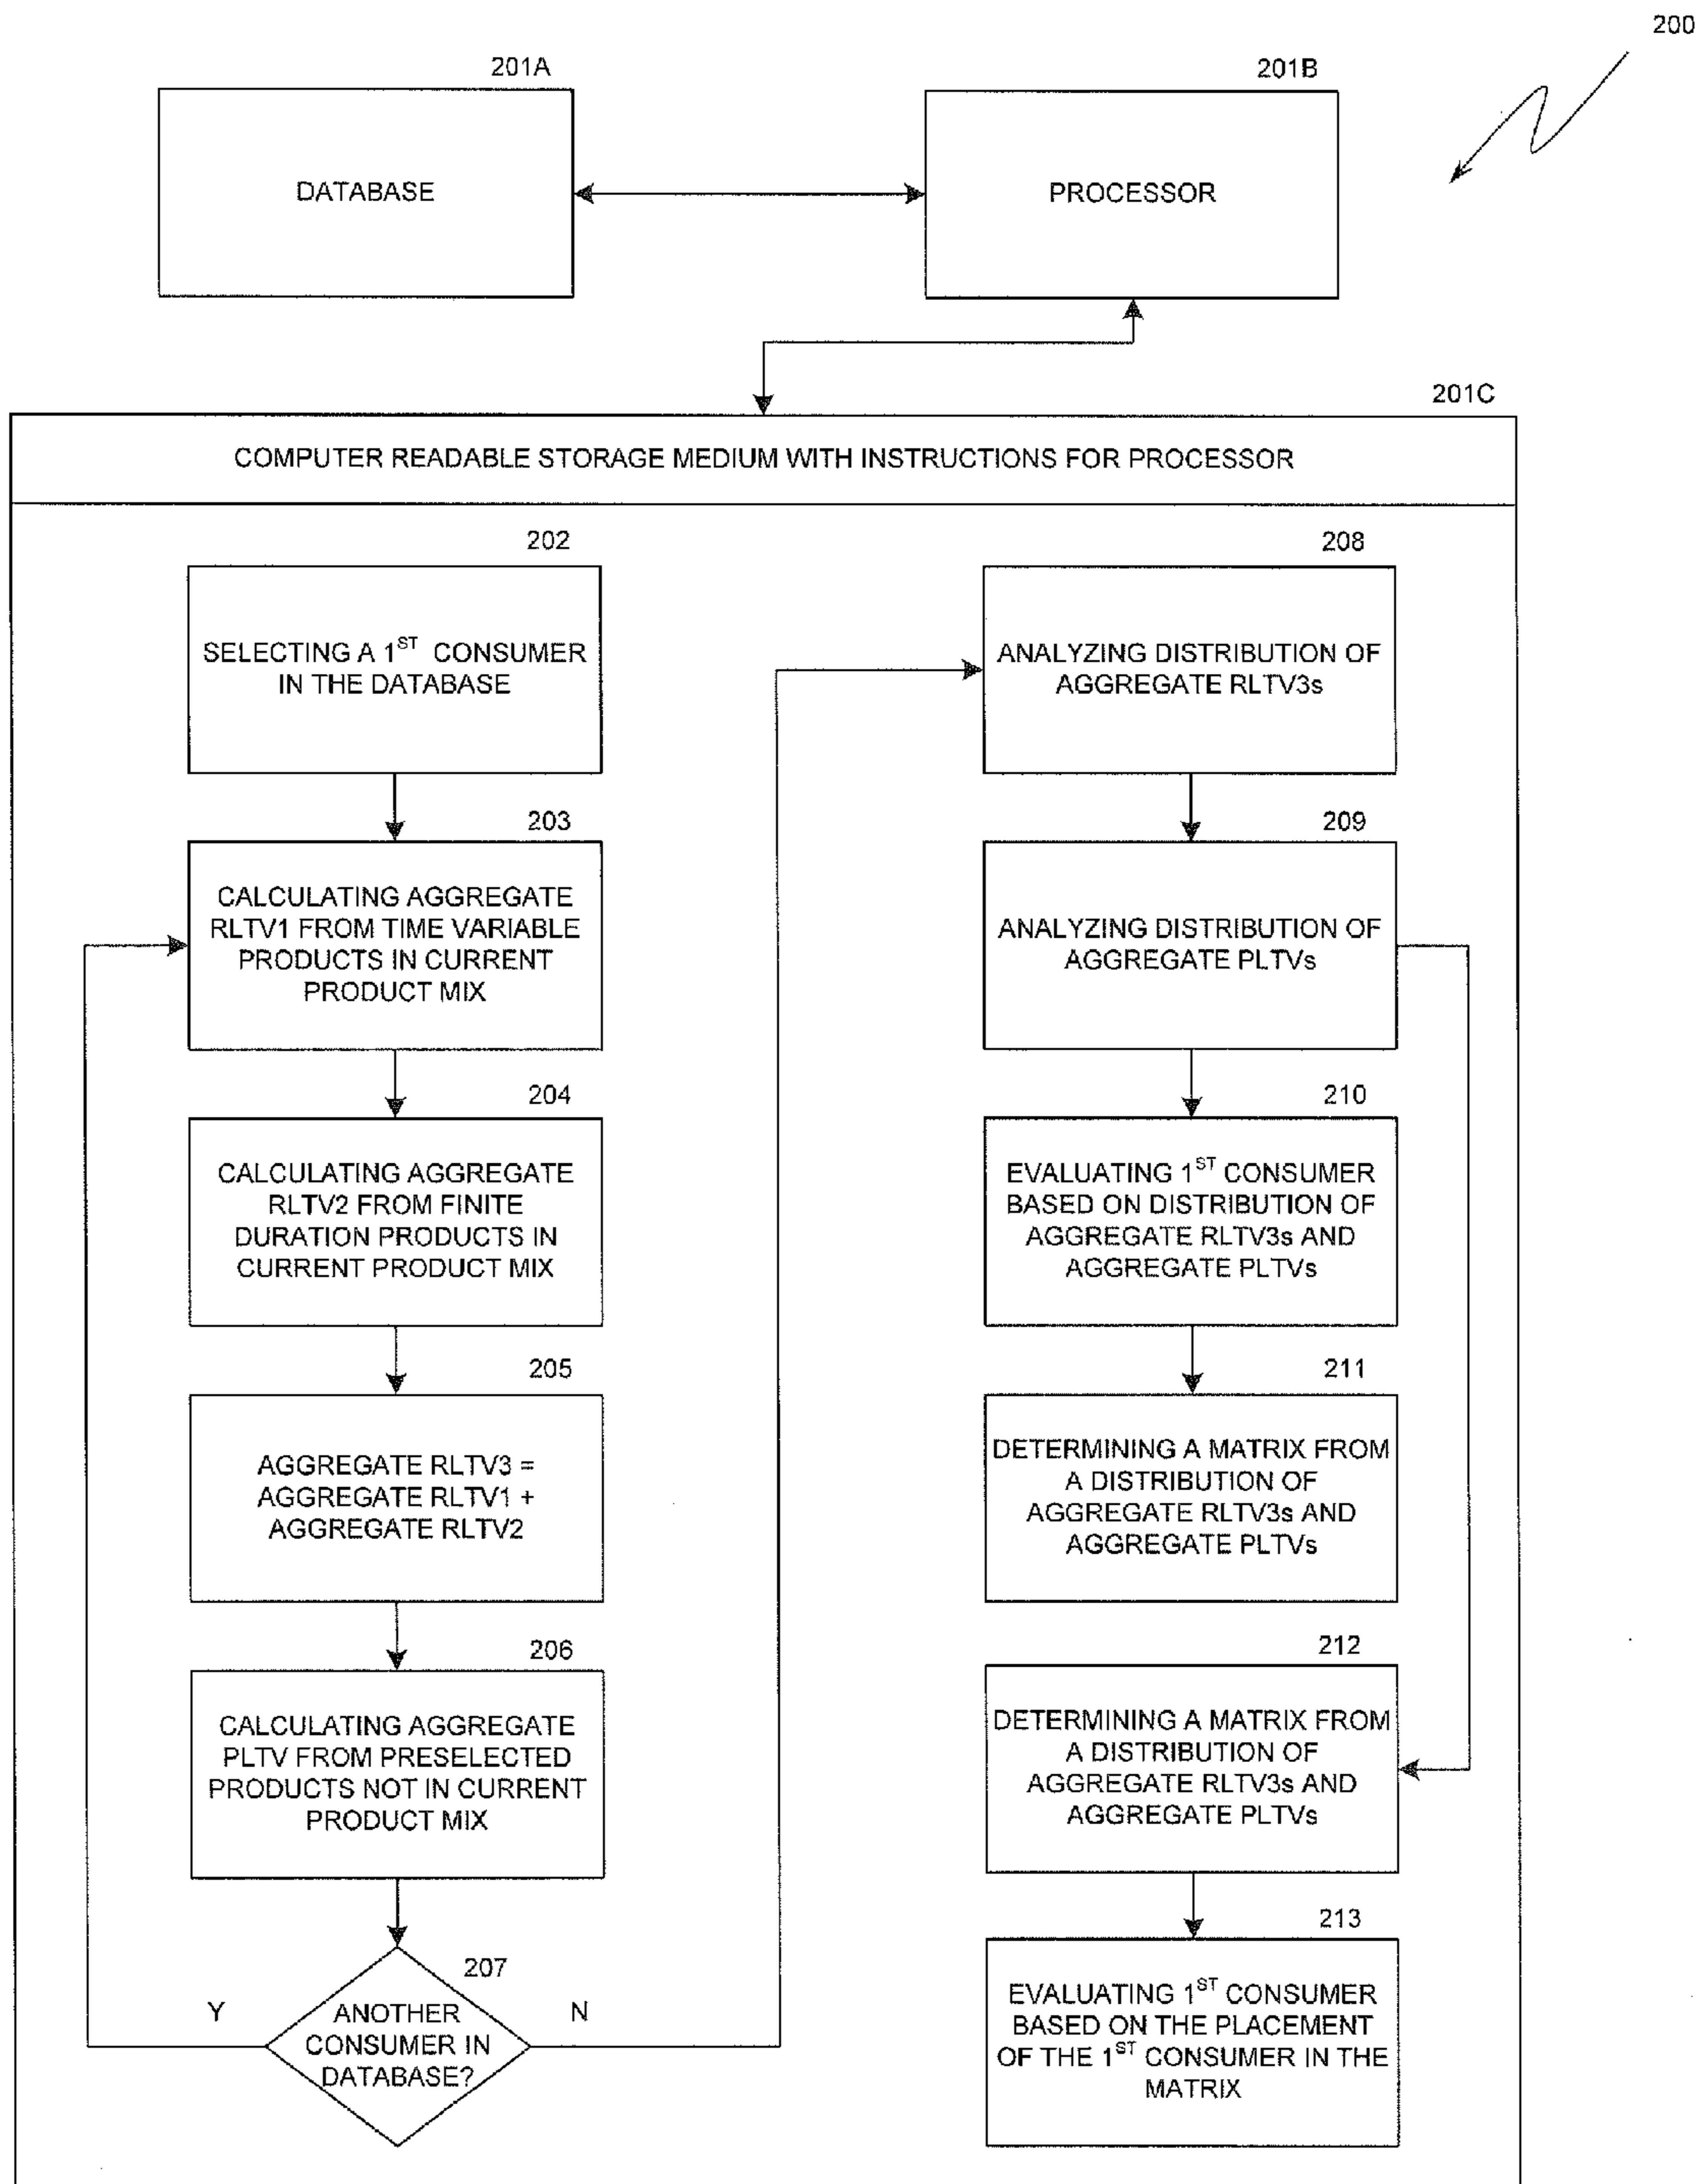 200
201A
201B
DATABASE
PROCESSOR
201C
COMPUTER READABLE STORAGE MEDIUM WITH INSTRUCTIONS FOR PROCESSOR
202
SELECTING A 1ST CONSUMER
IN THE DATABASE
203
CALCULATING AGGREGATE
RLTV1 FROM TIME VARIABLE
PRODUCTS IN CURRENT
PRODUCT MIX
204
CALCULATING AGGREGATE
RLTV2 FROM FINITE
DURATION PRODUCTS IN
CURRENT PRODUCT MIX
205
AGGREGATE RLTV3 =
AGGREGATE RLTV1 +
AGGREGATE RLTV2
206
CALCULATING AGGREGATE
PLTV FROM PRESELECTED
PRODUCTS NOT IN CURRENT
PRODUCT MIX
207
Y
ANOTHER
CONSUMER IN
DATABASE?
N
208
ANALYZING DISTRIBUTION OF
AGGREGATE RLTV3s
209
ANALYZING DISTRIBUTION OF
AGGREGATE PLTVs
210
EVALUATING 1ST CONSUMER
BASED ON DISTRIBUTION OF
AGGREGATE RLTV3s AND
AGGREGATE PLTVs
211
DETERMINING A MATRIX FROM
A DISTRIBUTION OF
AGGREGATE RLTV3s AND
AGGREGATE PLTVs
212
DETERMINING A MATRIX FROM
A DISTRIBUTION OF
AGGREGATE RLTV3s AND
AGGREGATE PLTVs
213
EVALUATING 1ST CONSUMER
BASED ON THE PLACEMENT
OF THE 1ST CONSUMER IN THE
MATRIX